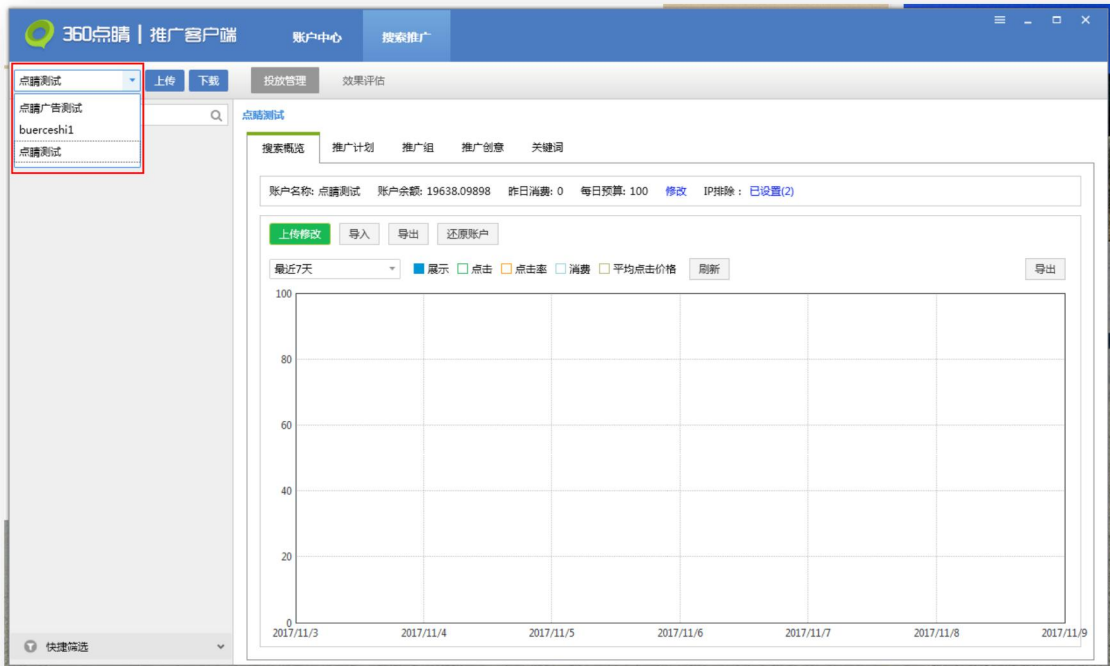 360点睛 | 推广客户端 账户中心 搜索推广
点睛测试 上传 下载 投放管理 效果评估
点睛广告测试
buerceshi1
点睛测试
点睛测试
搜索概览 推广计划 推广组 推广创意 关键词
账户名称: 点睛测试 账户余额: 19638.09898 昨日消费: 0 每日预算: 100 修改 IP排除： 已设置(2)
上传修改 导入 导出 还原账户
最近7天 展示 点击 点击率 消费 平均点击价格 刷新 导出
100
80
60
40
20
0
2017/11/3 2017/11/4 2017/11/5 2017/11/6 2017/11/7 2017/11/8 2017/11/9
快捷筛选